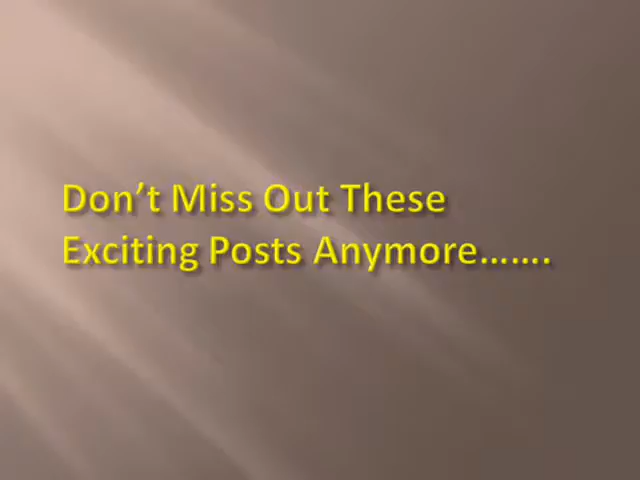 Don’t Miss Out These
Exciting Posts Anymore…….